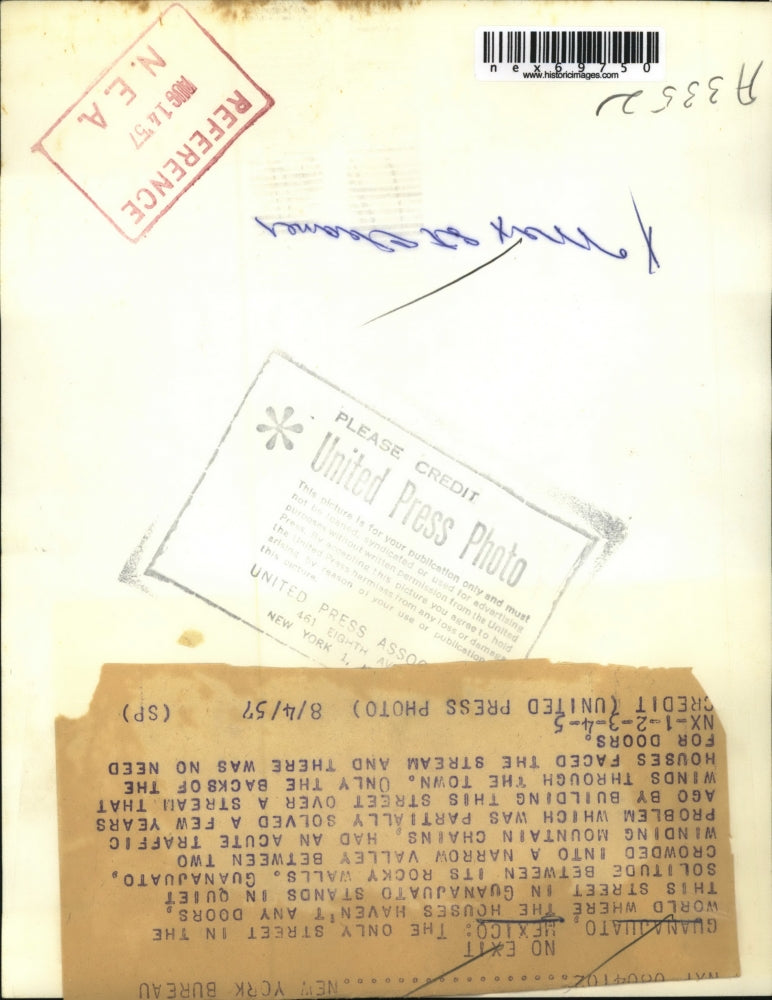 nex69750
www.historicimages.com
A3352
REFERENCE
AUG 14 '57
N.E.A.
PLEASE CREDIT
United Press Photo
This picture is for your publication only and must
not be loaned, syndicated or used for advertising
purposes without written permission from the United
Press. By accepting this picture you agree to hold
the United Press harmless from any loss or damage
arising by reason of your use or publication
this picture.
UNITED PRESS ASSOC
461 EIGHTH AV
NEW YORK 1,
NXT 0804102 NEW YORK BUREAU
NO EXIT
GUANAJUATO, MEXICO: THE ONLY STREET IN THE
WORLD WHERE THE HOUSES HAVEN'T ANY DOORS,
THIS STREET IN GUANAJUATO STANDS IN QUIET
SOLITUDE BETWEEN ITS ROCKY WALLS. GUANAJUATO,
CROWDED INTO A NARROW VALLEY BETWEEN TWO
WINDING MOUNTAIN CHAINS, HAD AN ACUTE TRAFFIC
PROBLEM WHICH WAS PARTIALLY SOLVED A FEW YEARS
AGO BY BUILDING THIS STREET OVER A STREAM THAT
WINDS THROUGH THE TOWN. ONLY THE BACKSOF THE
HOUSES FACED THE STREAM AND THERE WAS NO NEED
FOR DOORS.
NX-1-2-3-4-5
CREDIT (UNITED PRESS PHOTO) 8/4/57 (SP)